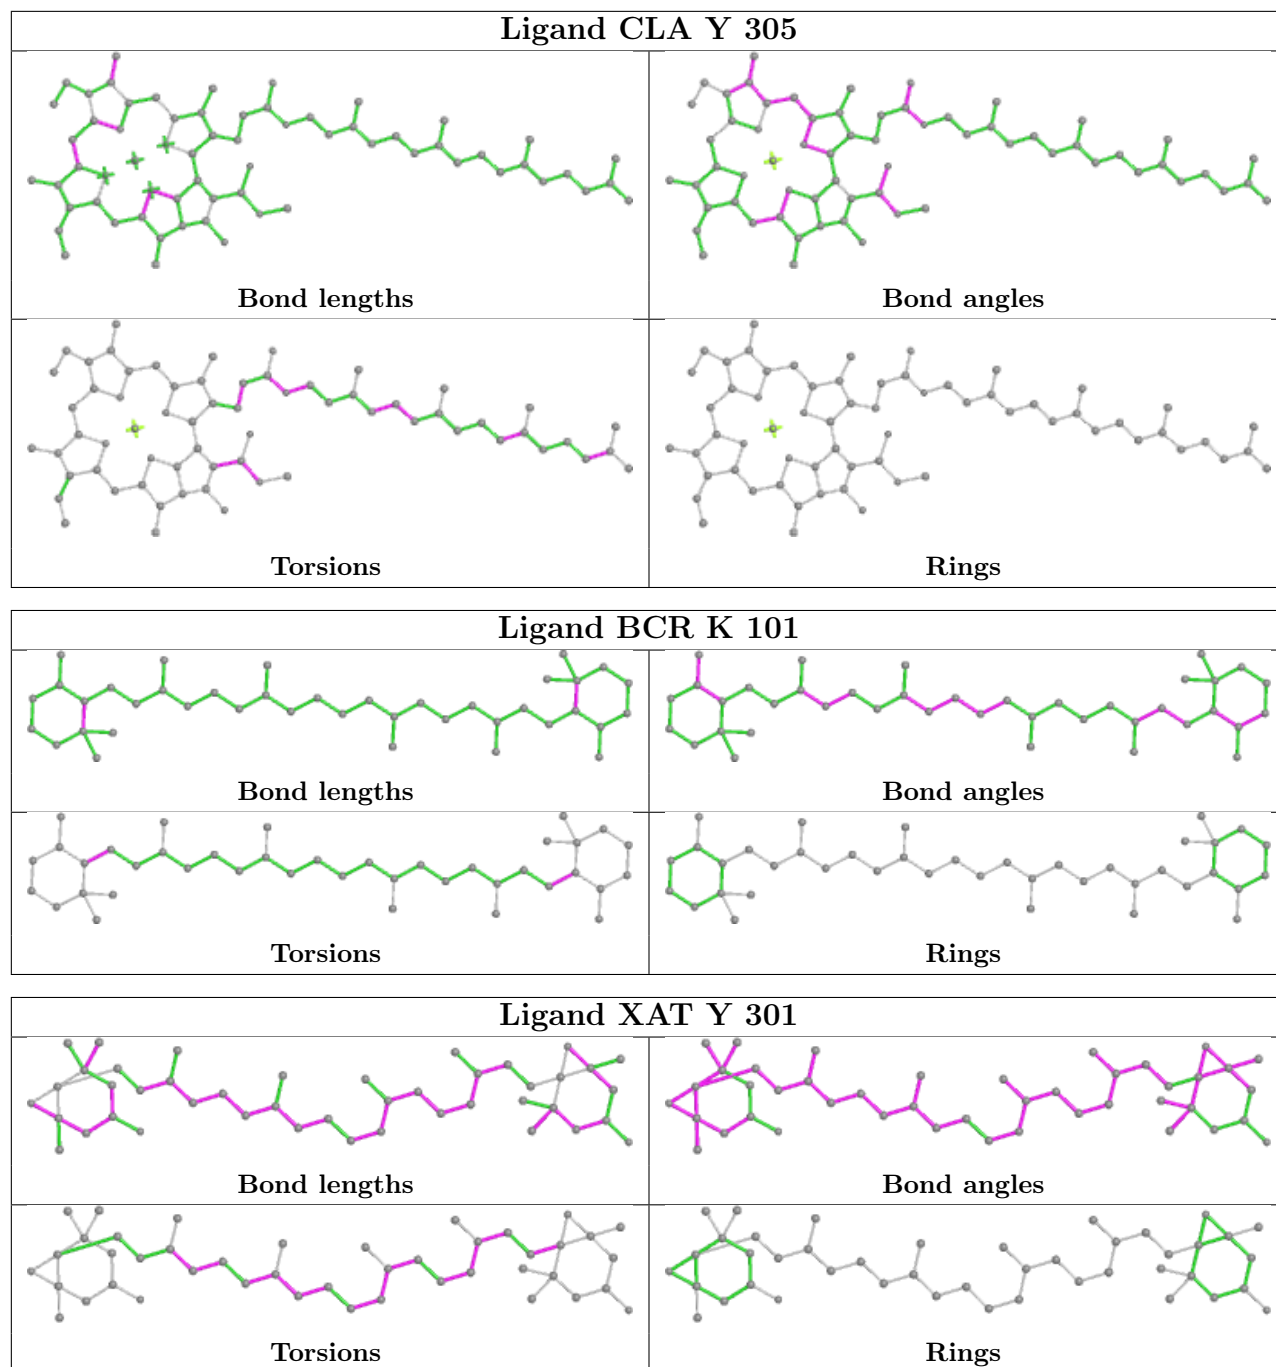 Ligand CLA Y 305
Bond lengths
Bond angles
Torsions
Rings
Ligand BCR K 101
Bond lengths
Bond angles
Torsions
Rings
Ligand XAT Y 301
Bond lengths
Bond angles
Torsions
Rings